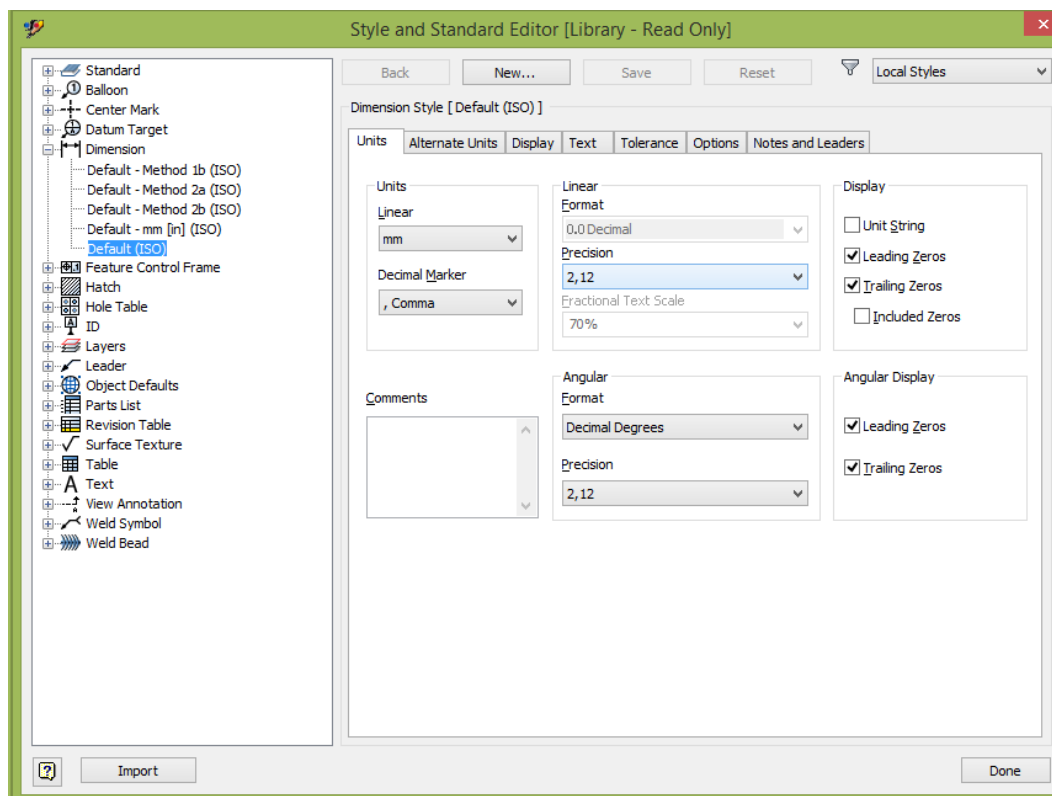 Style and Standard Editor [Library - Read Only]
Standard
Balloon
Center Mark
Datum Target
Dimension
Default - Method 1b (ISO)
Default - Method 2a (ISO)
Default - Method 2b (ISO)
Default - mm [in] (ISO)
Default (ISO)
Feature Control Frame
Hatch
Hole Table
ID
Layers
Leader
Object Defaults
Parts List
Revision Table
Surface Texture
Table
Text
View Annotation
Weld Symbol
Weld Bead
Back New... Save Reset Local Styles
Dimension Style [ Default (ISO) ]
Units Alternate Units Display Text Tolerance Options Notes and Leaders
Units
Linear
mm
Decimal Marker
, Comma
Linear
Format
0.0 Decimal
Precision
2,12
Fractional Text Scale
70%
Display
Unit String
Leading Zeros
Trailing Zeros
Included Zeros
Comments
Angular
Format
Decimal Degrees
Precision
2,12
Angular Display
Leading Zeros
Trailing Zeros
Import Done